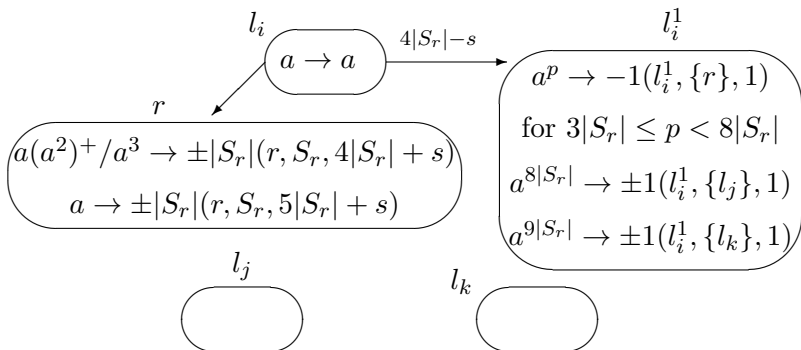 l_i
a → a
4|S_r|−s
l_i^1
a^p → −1(l_i^1, {r}, 1)
for 3|S_r| ≤ p < 8|S_r|
a^{8|S_r|} → ±1(l_i^1, {l_j}, 1)
a^{9|S_r|} → ±1(l_i^1, {l_k}, 1)
r
a(a^2)^+/a^3 → ±|S_r|(r, S_r, 4|S_r| + s)
a → ±|S_r|(r, S_r, 5|S_r| + s)
l_j
l_k